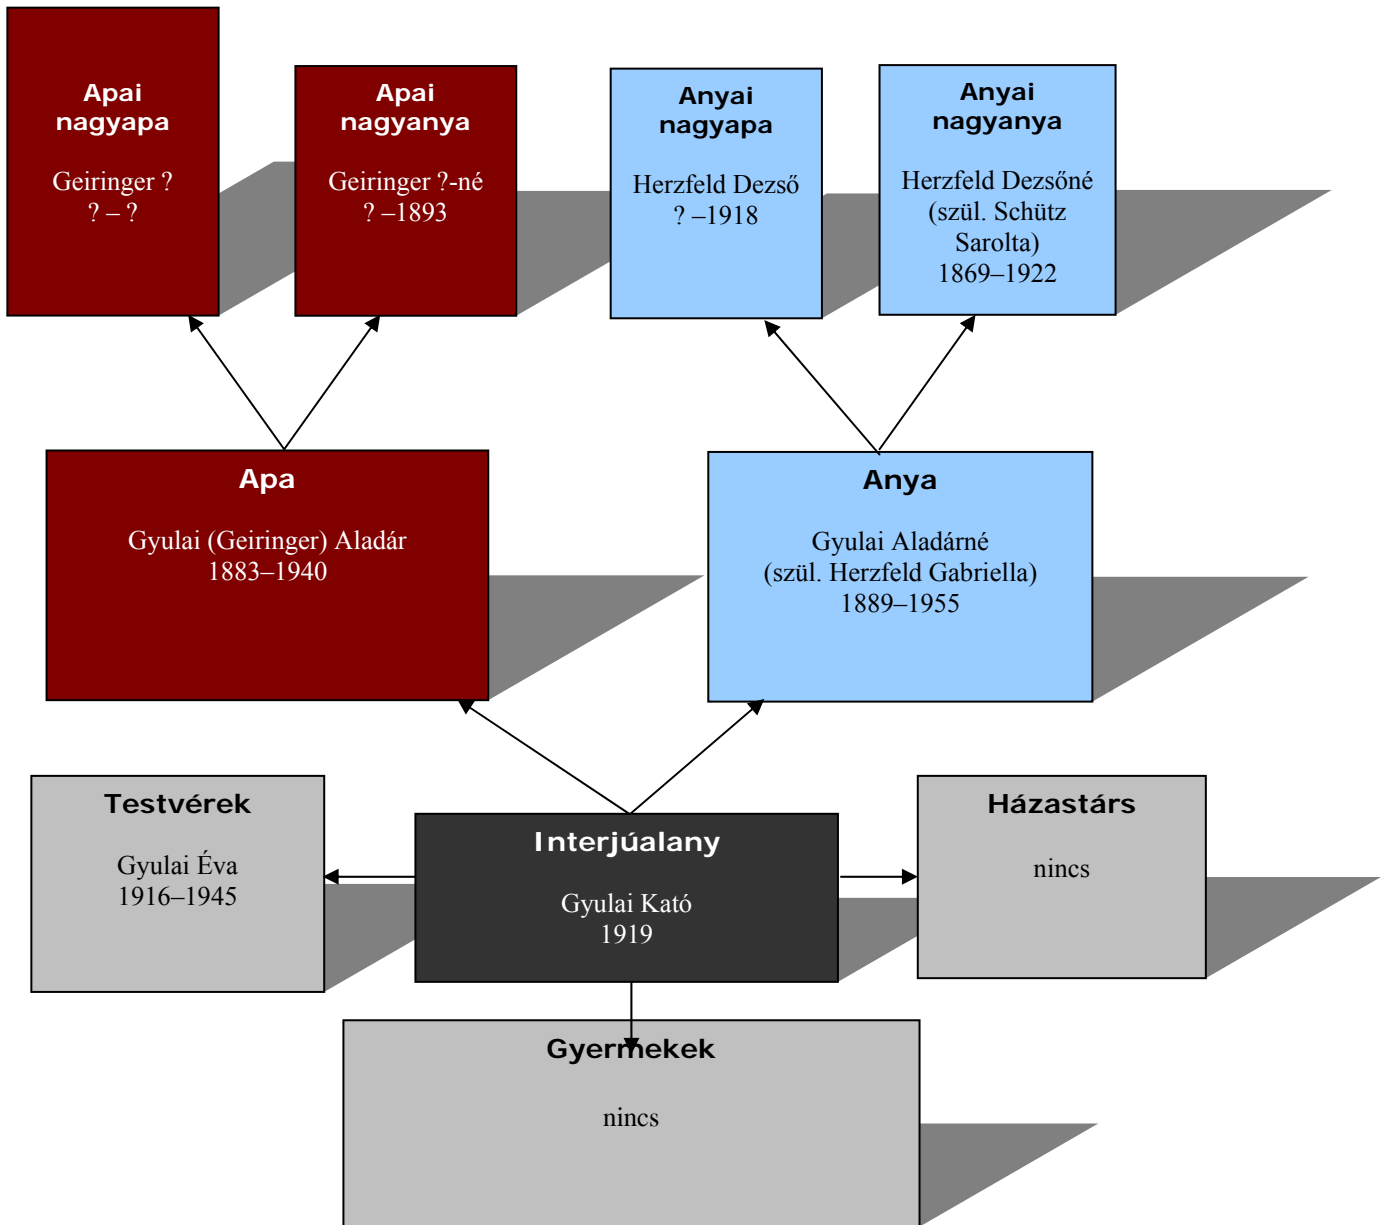 Apai
nagyapa
Geiringer ?
? – ?
Apai
nagyanya
Geiringer ?-né
? –1893
Anyai
nagyapa
Herzfeld Dezső
? –1918
Anyai
nagyanya
Herzfeld Dezsőné
(szül. Schütz
Sarolta)
1869–1922
Apa
Gyulai (Geiringer) Aladár
1883–1940
Anya
Gyulai Aladárné
(szül. Herzfeld Gabriella)
1889–1955
Testvérek
Gyulai Éva
1916–1945
Interjúalany
Gyulai Kató
1919
Házastárs
nincs
Gyermekek
nincs